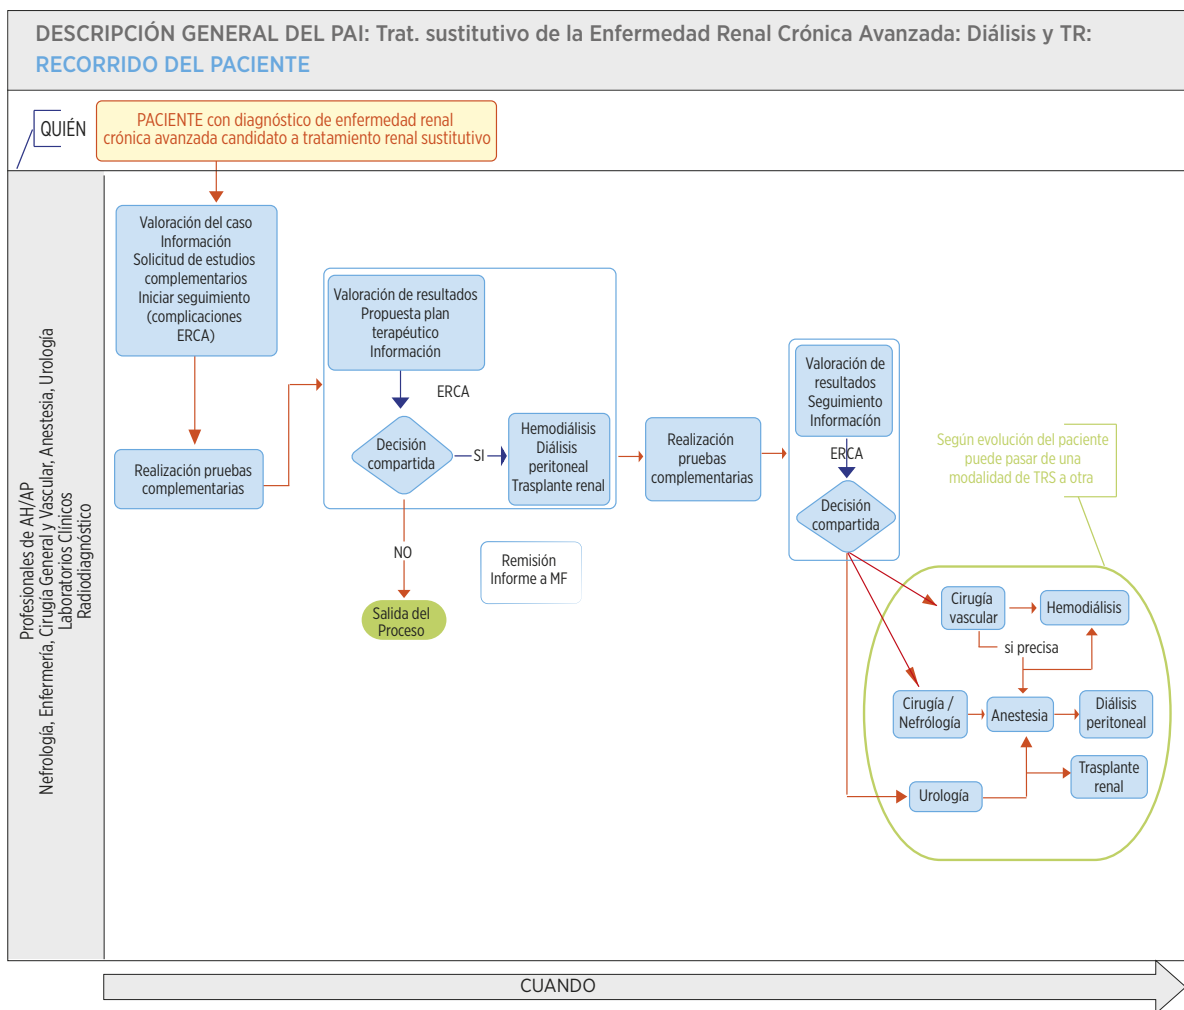 DESCRIPCIÓN GENERAL DEL PAI: Trat. sustitutivo de la Enfermedad Renal Crónica Avanzada: Diálisis y TR:
RECORRIDO DEL PACIENTE
QUIÉN
PACIENTE con diagnóstico de enfermedad renal
crónica avanzada candidato a tratamiento renal sustitutivo
Profesionales de AH/AP
Nefrología, Enfermería, Cirugía General y Vascular, Anestesia, Urología
Laboratorios Clínicos
Radiodiagnóstico
Valoración del caso
Información
Solicitud de estudios
complementarios
Iniciar seguimiento
(complicaciones
ERCA)
Realización pruebas
complementarias
Valoración de resultados
Propuesta plan
terapéutico
Información
ERCA
Decisión
compartida
SI
Hemodiálisis
Diálisis
peritoneal
Trasplante renal
NO
Salida del
Proceso
Remisión
Informe a MF
Realización
pruebas
complementarias
Valoración de
resultados
Seguimiento
Informacíón
ERCA
Decisión
compartida
Según evolución del paciente
puede pasar de una
modalidad de TRS a otra
Cirugía
vascular
Hemodiálisis
si precisa
Cirugía /
Nefrólogía
Anestesia
Diálisis
peritoneal
Trasplante
renal
Urología
CUANDO